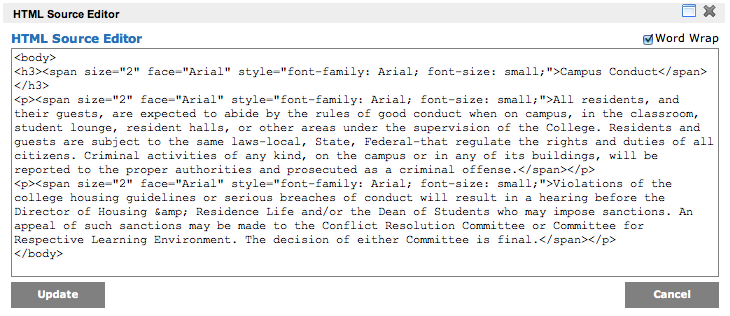 HTML Source Editor
HTML Source Editor
Word Wrap
<body>
<h3><span size="2" face="Arial" style="font-family: Arial; font-size: small;">Campus Conduct</span>
</h3>
<p><span size="2" face="Arial" style="font-family: Arial; font-size: small;">All residents, and
their guests, are expected to abide by the rules of good conduct when on campus, in the classroom,
student lounge, resident halls, or other areas under the supervision of the College. Residents and
guests are subject to the same laws-local, State, Federal-that regulate the rights and duties of all
citizens. Criminal activities of any kind, on the campus or in any of its buildings, will be
reported to the proper authorities and prosecuted as a criminal offense.</span></p>
<p><span size="2" face="Arial" style="font-family: Arial; font-size: small;">Violations of the
college housing guidelines or serious breaches of conduct will result in a hearing before the
Director of Housing &amp; Residence Life and/or the Dean of Students who may impose sanctions. An
appeal of such sanctions may be made to the Conflict Resolution Committee or Committee for
Respective Learning Environment. The decision of either Committee is final.</span></p>
</body>
Update
Cancel